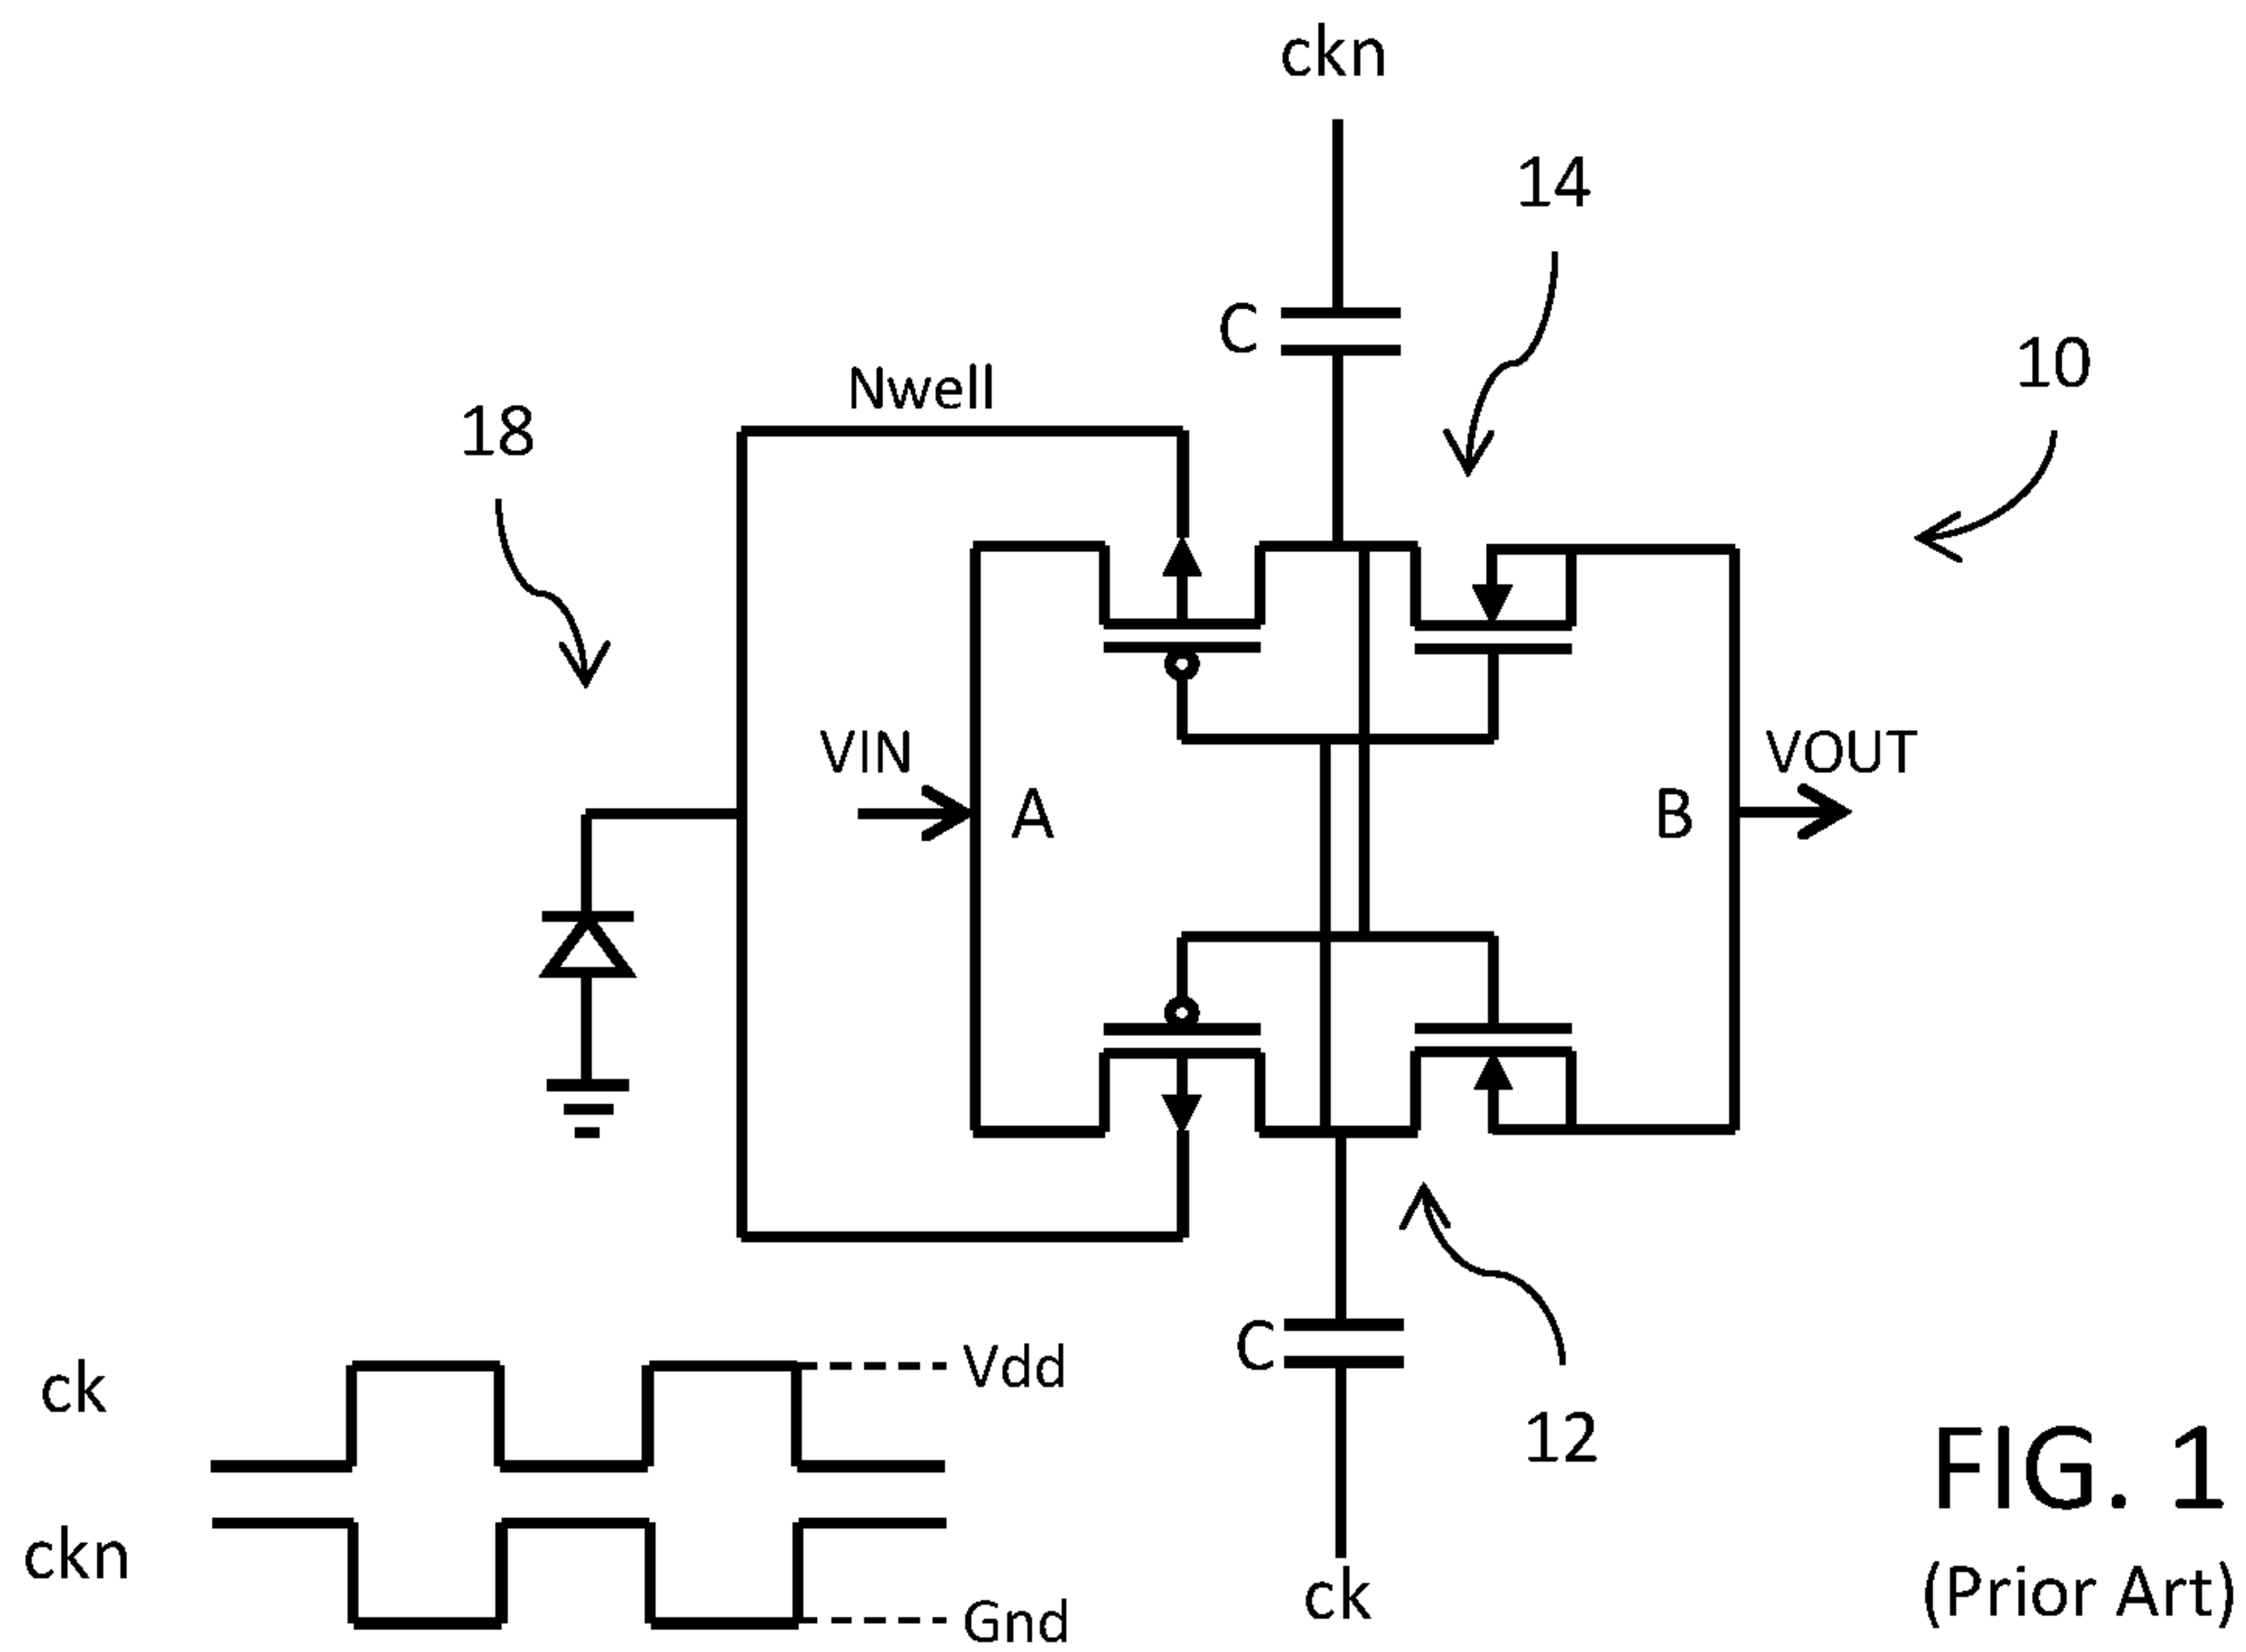 ckn
14
C
10
Nwell
18
VIN
A
B
VOUT
C
ck
Vdd
12
ckn
Gnd
ck
FIG. 1
(Prior Art)